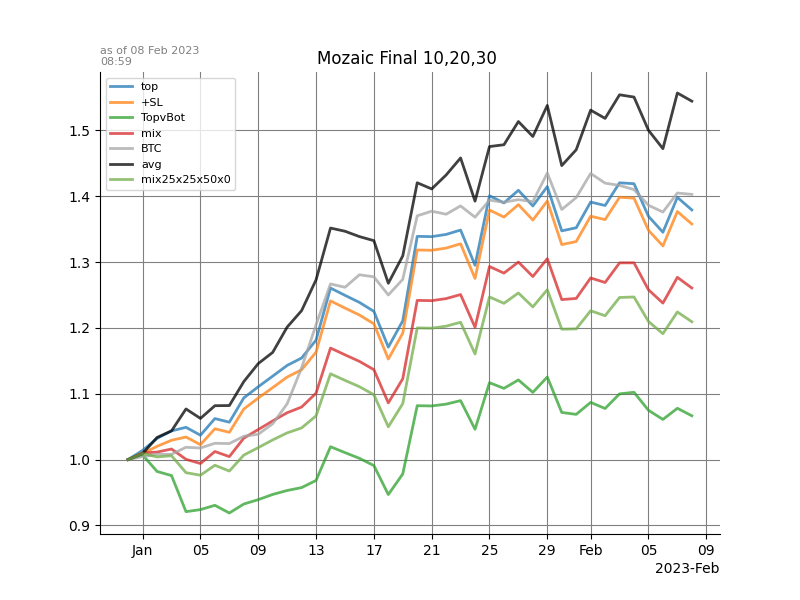 as of 08 Feb 2023
08:59
Mozaic Final 10,20,30
top
+SL
TopvBot
mix
BTC
avg
mix25x25x50x0
1.5
1.4
1.3
1.2
1.1
1.0
0.9
Jan 05 09 13 17 21 25 29 Feb 05 09
2023-Feb